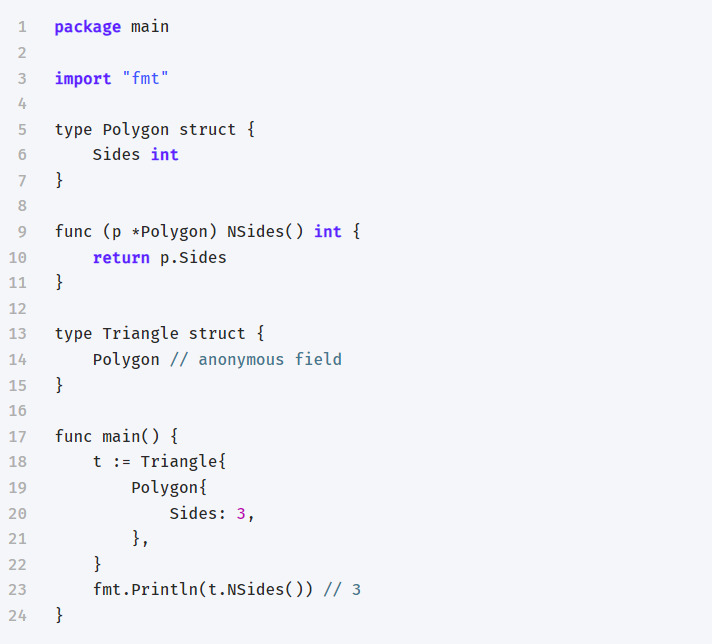 1 package main
2
3 import "fmt"
4
5 type Polygon struct {
6     Sides int
7 }
8
9 func (p *Polygon) NSides() int {
10     return p.Sides
11 }
12
13 type Triangle struct {
14     Polygon // anonymous field
15 }
16
17 func main() {
18     t := Triangle{
19         Polygon{
20             Sides: 3,
21         },
22     }
23     fmt.Println(t.NSides()) // 3
24 }